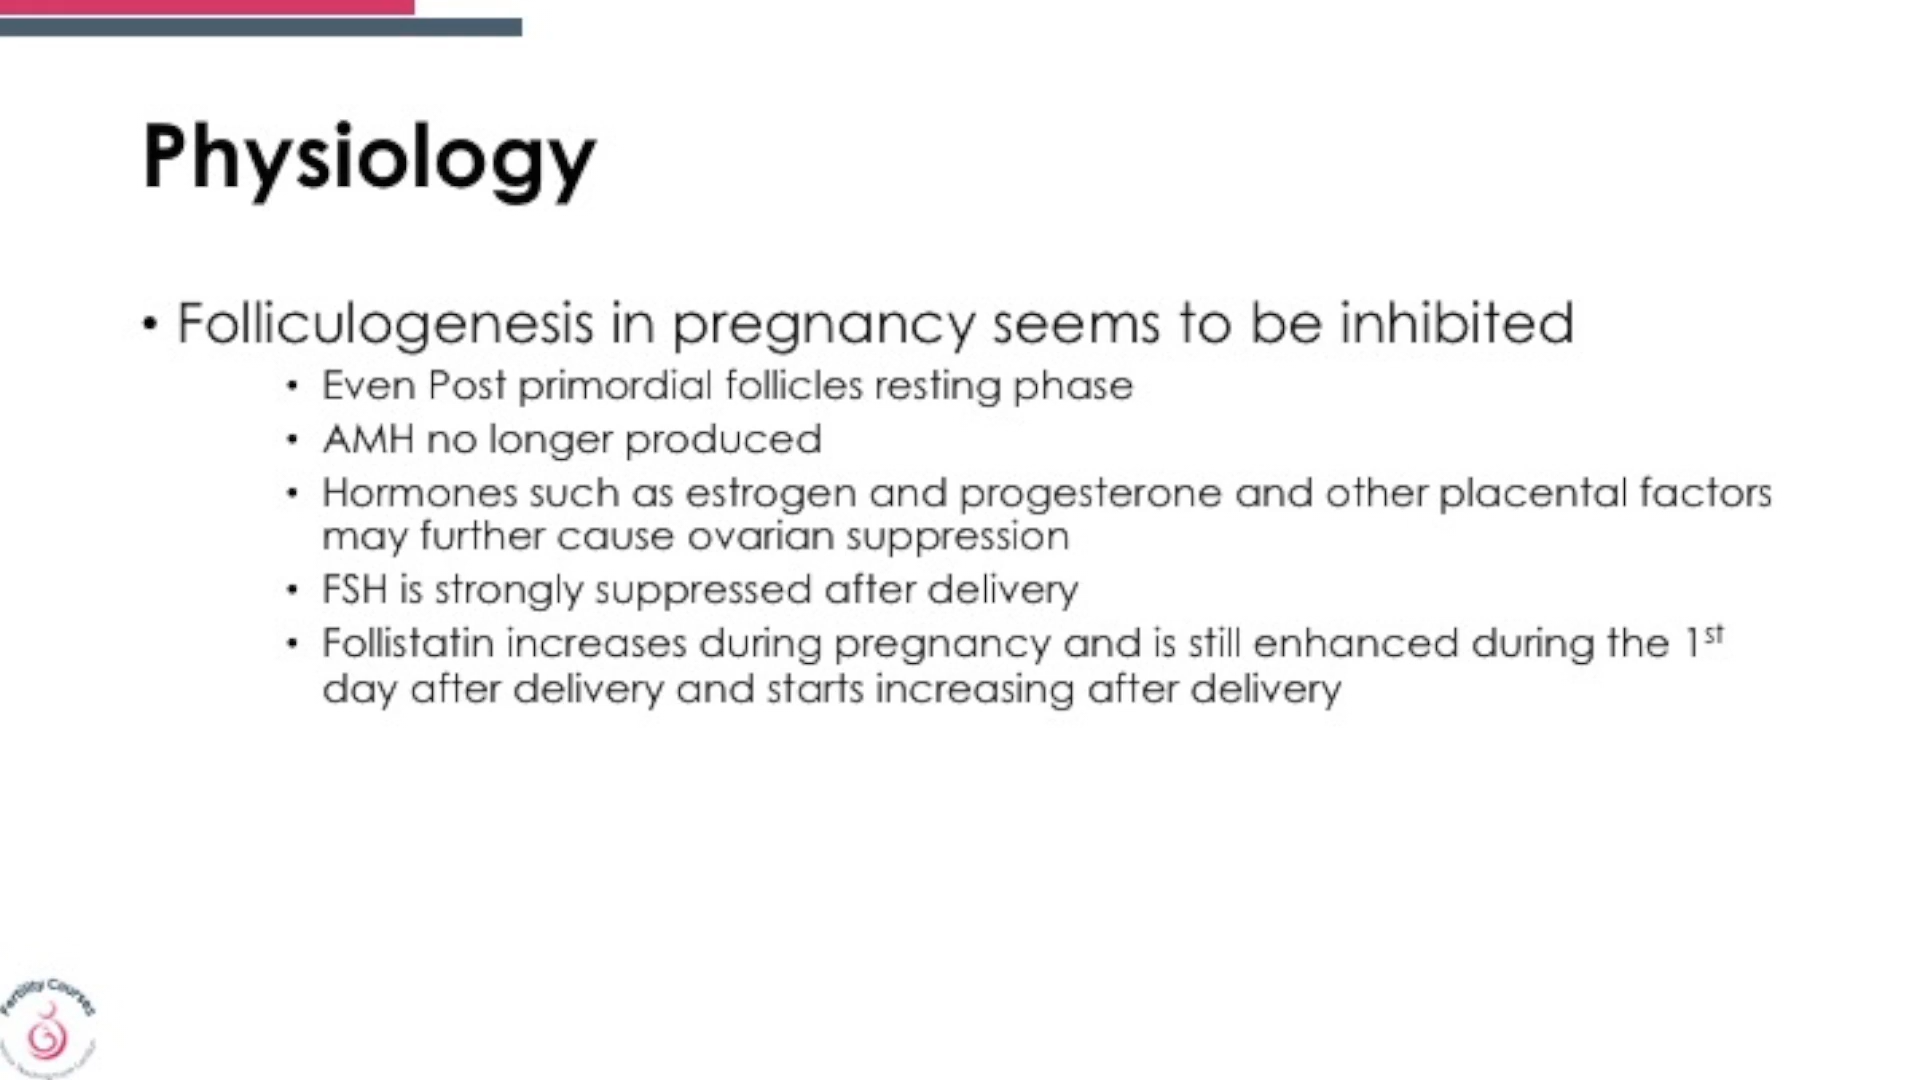 Physiology
• Folliculogenesis in pregnancy seems to be inhibited
• Even Post primordial follicles resting phase
• AMH no longer produced
• Hormones such as estrogen and progesterone and other placental factors
may further cause ovarian suppression
• FSH is strongly suppressed after delivery
• Follistatin increases during pregnancy and is still enhanced during the 1st
day after delivery and starts increasing after delivery
Fertility Courses